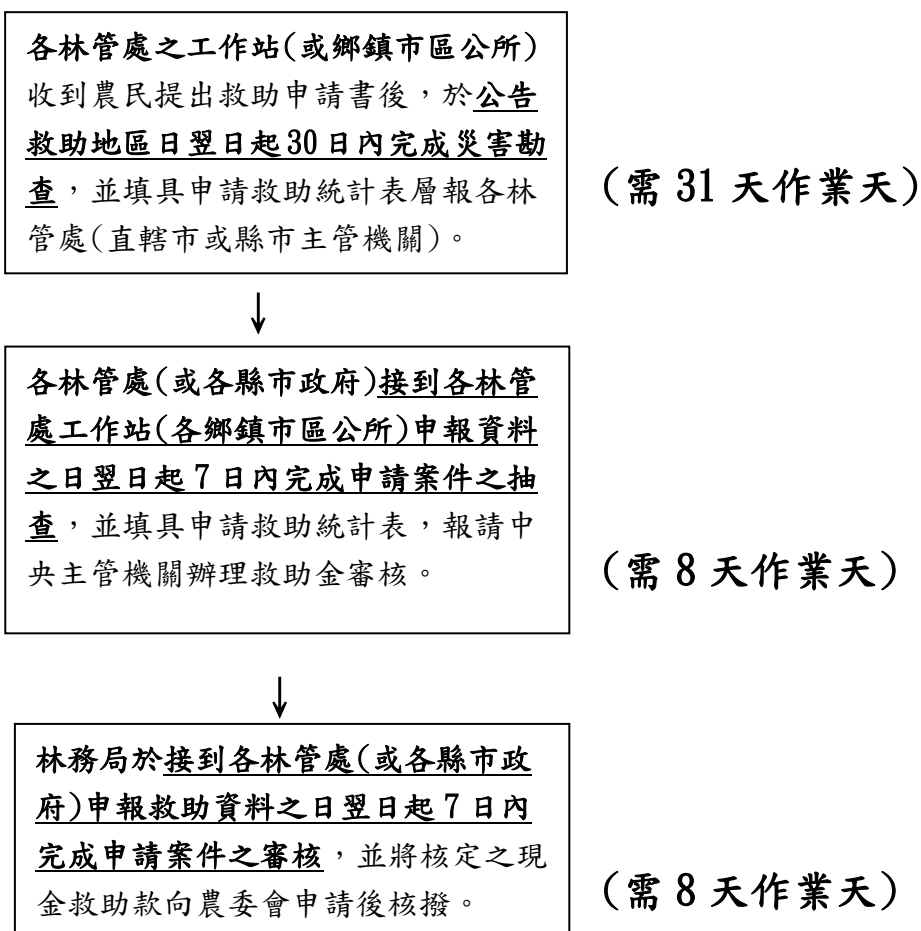 各林管處之工作站(或鄉鎮市區公所)
收到農民提出救助申請書後，於公告
救助地區日翌日起30日內完成災害勘
查，並填具申請救助統計表層報各林
管處(直轄市或縣市主管機關)。
(需 31 天作業天)
各林管處(或各縣市政府)接到各林管
處工作站(各鄉鎮市區公所)申報資料
之日翌日起 7 日內完成申請案件之抽
查，並填具申請救助統計表，報請中
央主管機關辦理救助金審核。
(需 8 天作業天)
林務局於接到各林管處(或各縣市政
府)申報救助資料之日翌日起 7 日內
完成申請案件之審核，並將核定之現
金救助款向農委會申請後核撥。
(需 8 天作業天)